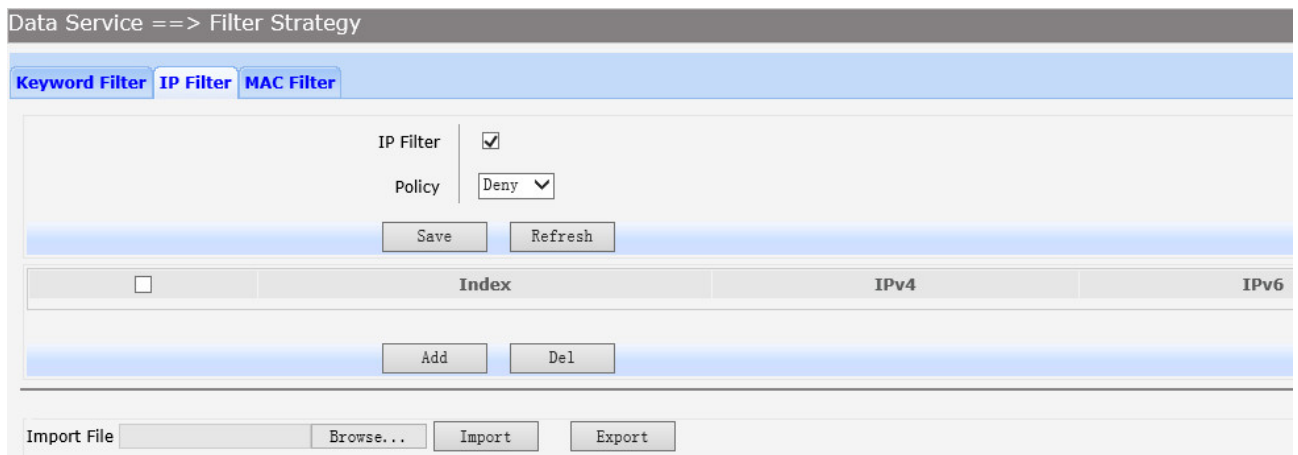 Data Service ==> Filter Strategy
Keyword Filter IP Filter MAC Filter
IP Filter
Policy Deny
Save Refresh
Index IPv4 IPv6
Add Del
Import File Browse... Import Export